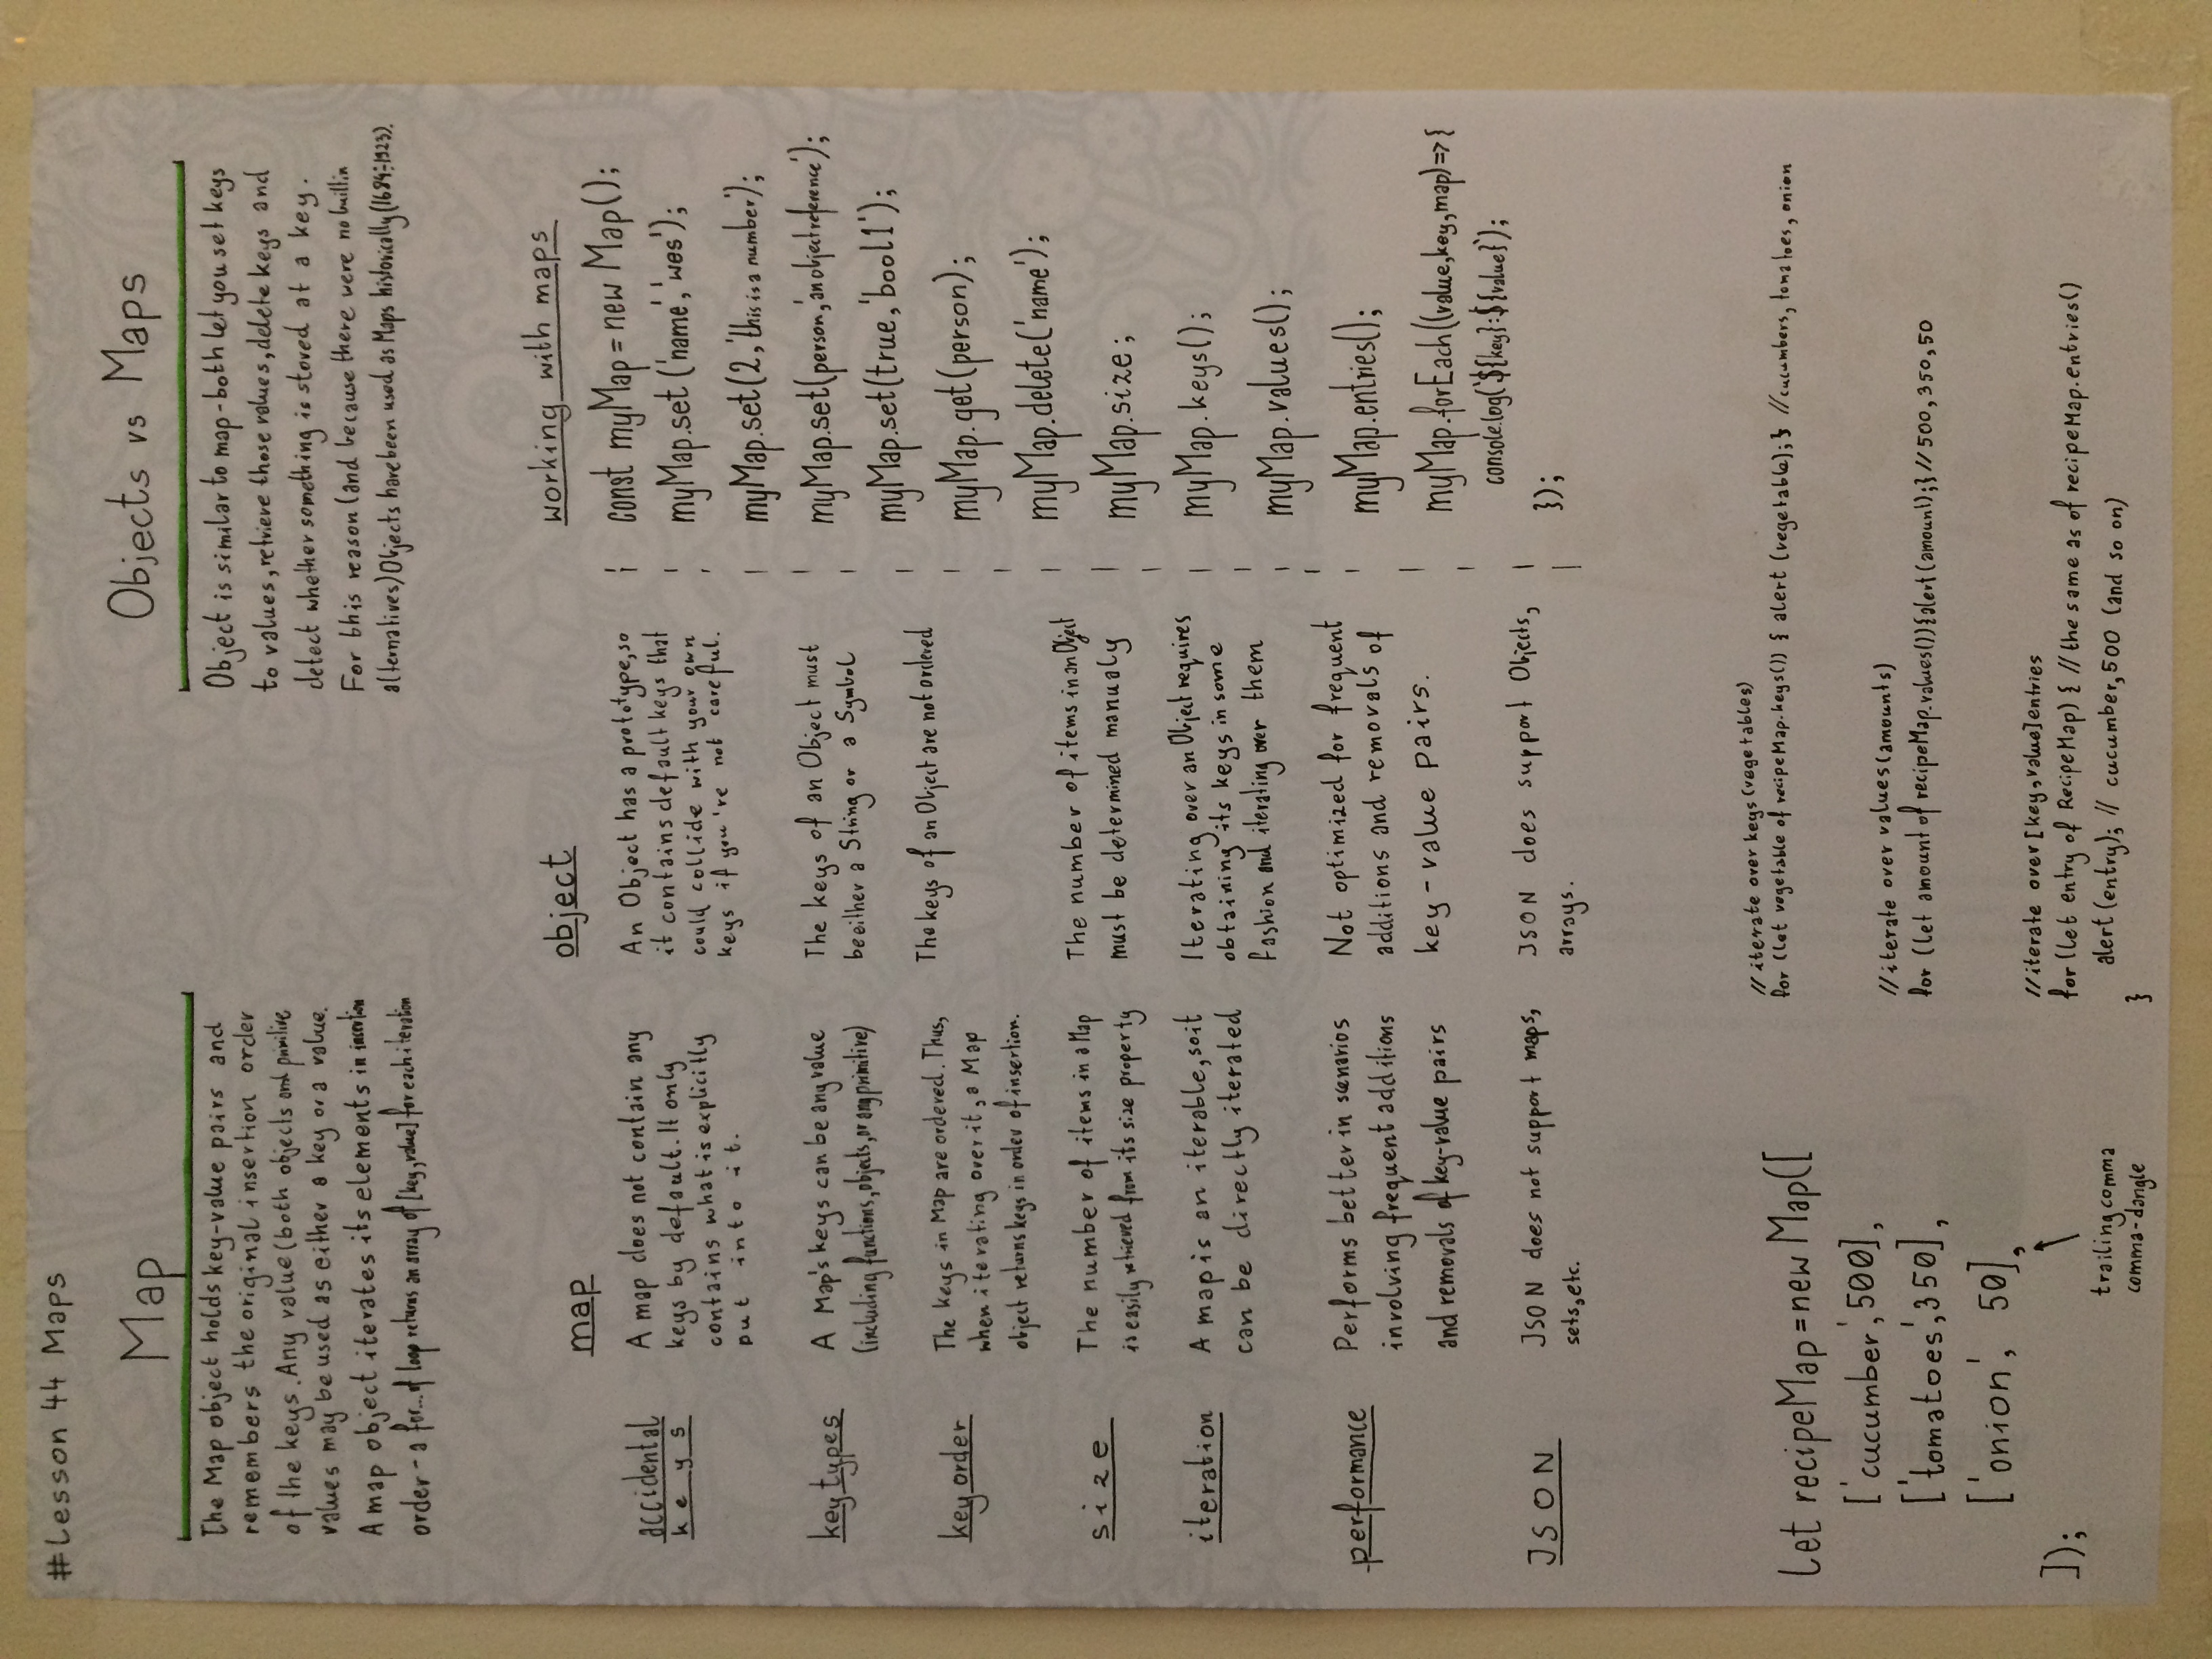 #Lesson 44 Maps
Map
The Map object holds key-value pairs and
remembers the original insertion order
of the keys. Any value (both objects and primitive
values may be used as either a key or a value.
A map object iterates its elements in insertion
order - a for...of loop returns an array of [key,value] for each iteration
Objects vs Maps
Object is similar to map - both let you set keys
to values, retrieve those values, delete keys and
detect whether something is stored at a key.
For this reason (and because there were no builtin
alternatives) Objects have been used as Maps historically (1684÷1923).
map
object
accidental
keys
A map does not contain any
keys by default. It only
contains what is explicitly
put into it.
An Object has a prototype, so
it contains default keys that
could collide with your own
keys if you're not careful.
key types
A Map's keys can be any value
(including functions, objects, or any primitive)
The keys of an Object must
be either a String or a Symbol
key order
The keys in Map are ordered. Thus,
when iterating over it, a Map
object returns keys in order of insertion.
The keys of an Object are not ordered
size
The number of items in a Map
is easily retrieved from its size property
The number of items in an Object
must be determined manualy
iteration
A map is an iterable, so it
can be directly iterated
Iterating over an Object requires
obtaining its keys in some
fashion and iterating over them
performance
Performs better in scenarios
involving frequent additions
and removals of key-value pairs
Not optimized for frequent
additions and removals of
key-value pairs.
JSON
JSON does not support maps,
sets, etc.
JSON does support Objects,
arrays.
working with maps
const myMap = new Map();
myMap.set('name','wes');
myMap.set(2,'this is a number');
myMap.set(person,'an object reference');
myMap.set(true,'bool1');
myMap.get(person);
myMap.delete('name');
myMap.size;
myMap.keys();
myMap.values();
myMap.entries();
myMap.forEach((value,key,map)=>{
console.log(`${key}:${value}`);
});
let recipeMap = new Map([
['cucumber',500],
['tomatoes',350],
['onion', 50],
]);
trailing comma
comma-dangle
// iterate over keys (vegetables)
for (let vegetable of recipeMap.keys()) { alert (vegetable); } //cucumbers, tomatoes, onion
//iterate over values (amounts)
for (let amount of recipeMap.values()){alert (amount);} // 500, 350, 50
//iterate over [key,value] entries
for (let entry of RecipeMap) { // the same as of recipeMap.entries()
alert (entry); // cucumber,500 (and so on)
}